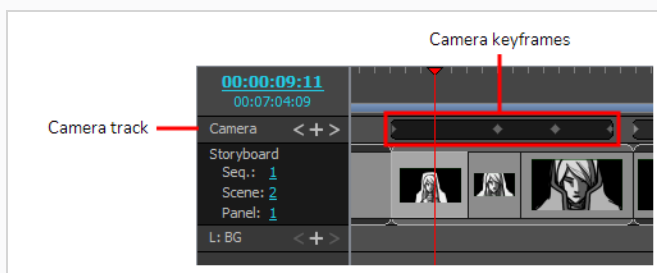 Camera keyframes
00:00:09:11
00:07:04:09
Camera track
Camera < + >
Storyboard
Seq.: 1
Scene: 2
Panel: 1
L: BG < + >